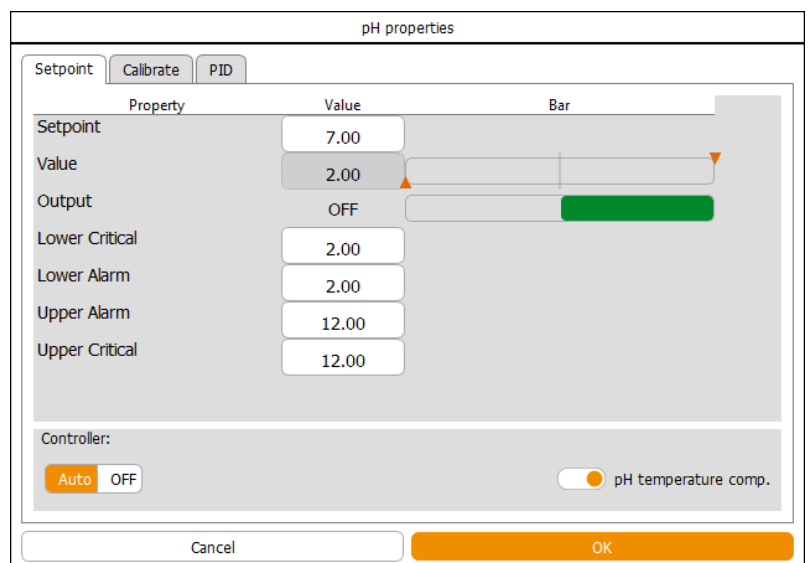 pH properties
Setpoint Calibrate PID
Property Value Bar
Setpoint 7.00
Value 2.00
Output OFF
Lower Critical 2.00
Lower Alarm 2.00
Upper Alarm 12.00
Upper Critical 12.00
Controller:
Auto OFF pH temperature comp.
Cancel OK